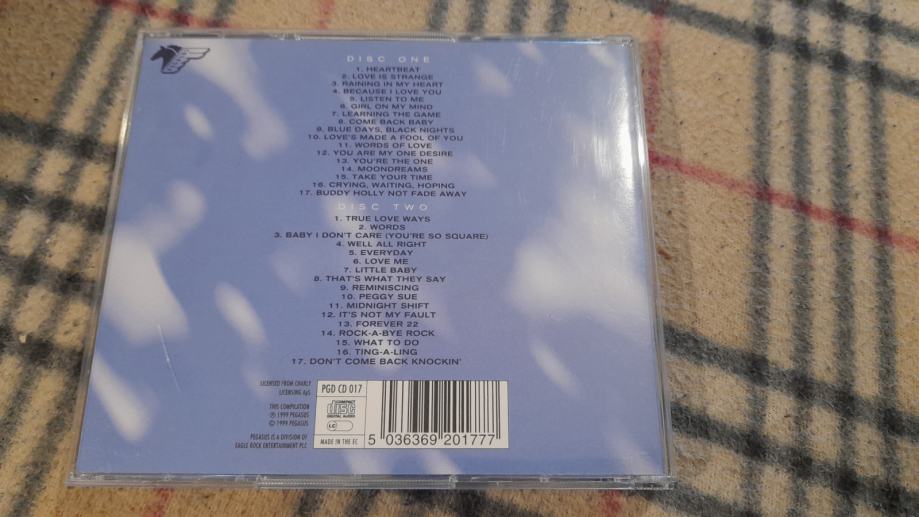 DISC ONE
1. HEARTBEAT
2. LOVE IS STRANGE
3. RAINING IN MY HEART
4. BECAUSE I LOVE YOU
5. LISTEN TO ME
6. GIRL ON MY MIND
7. LEARNING THE GAME
8. COME BACK BABY
9. BLUE DAYS, BLACK NIGHTS
10. LOVE'S MADE A FOOL OF YOU
11. WORDS OF LOVE
12. YOU ARE MY ONE DESIRE
13. YOU'RE THE ONE
14. MOONDREAMS
15. TAKE YOUR TIME
16. CRYING, WAITING, HOPING
17. BUDDY HOLLY NOT FADE AWAY
DISC TWO
1. TRUE LOVE WAYS
2. WORDS
3. BABY I DON'T CARE (YOU'RE SO SQUARE)
4. WELL ALL RIGHT
5. EVERYDAY
6. LOVE ME
7. LITTLE BABY
8. THAT'S WHAT THEY SAY
9. REMINISCING
10. PEGGY SUE
11. MIDNIGHT SHIFT
12. IT'S NOT MY FAULT
13. FOREVER 22
14. ROCK-A-BYE ROCK
15. WHAT TO DO
16. TING-A-LING
17. DON'T COME BACK KNOCKIN'
LICENSED FROM CHARLY
LICENSING ApS
THIS COMPILATION
℗ 1999 PEGASUS
© 1999 PEGASUS
PEGASUS IS A DIVISION OF
EAGLE ROCK ENTERTAINMENT PLC
PGD CD 017
COMPACT
disc
DIGITAL AUDIO
LC
MADE IN THE EC
5 036369 201777